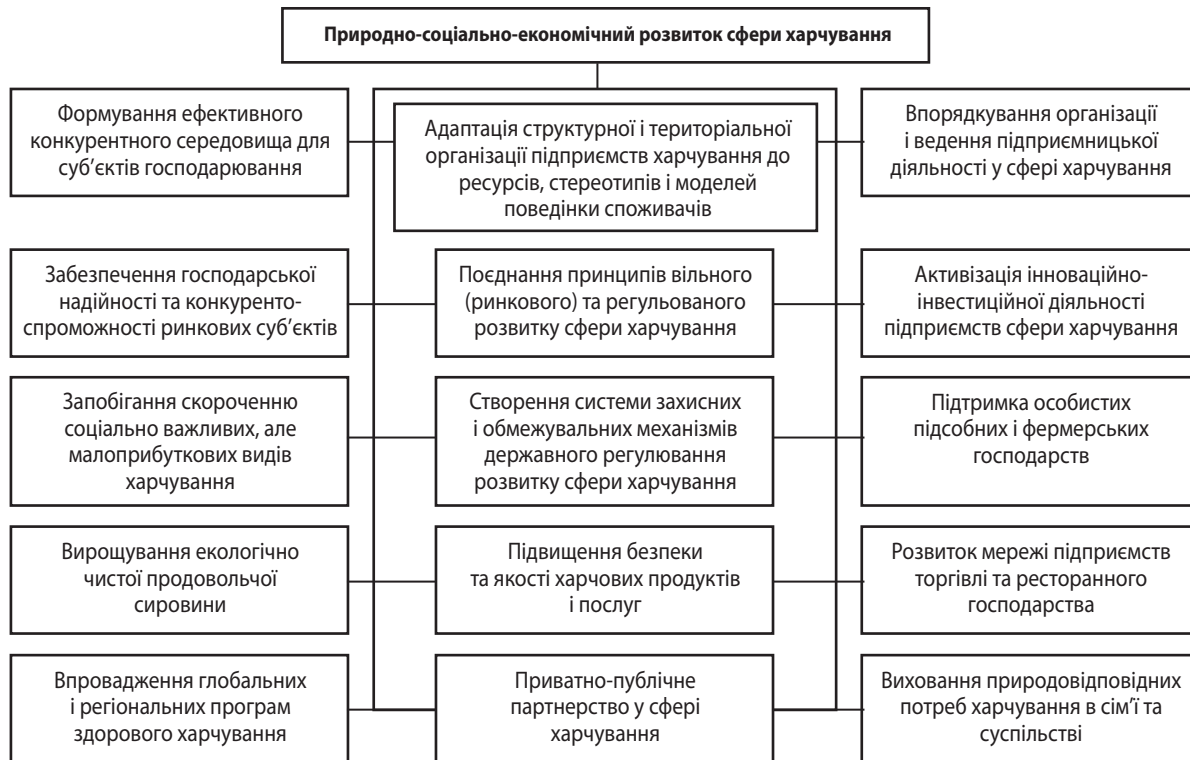 Природно-соціально-економічний розвиток сфери харчування
Формування ефективного
конкурентного середовища для
суб’єктів господарювання
Адаптація структурної і територіальної
організації підприємств харчування до
ресурсів, стереотипів і моделей
поведінки споживачів
Впорядкування організації
і ведення підприємницької
діяльності у сфері харчування
Забезпечення господарської
надійності та конкуренто-
спроможності ринкових суб’єктів
Поєднання принципів вільного
(ринкового) та регульованого
розвитку сфери харчування
Активізація інноваційно-
інвестиційної діяльності
підприємств сфери харчування
Запобігання скороченню
соціально важливих, але
малоприбуткових видів
харчування
Створення системи захисних
і обмежувальних механізмів
державного регулювання
розвитку сфери харчування
Підтримка особистих
підсобних і фермерських
господарств
Вирощування екологічно
чистої продовольчої
сировини
Підвищення безпеки
та якості харчових продуктів
і послуг
Розвиток мережі підприємств
торгівлі та ресторанного
господарства
Впровадження глобальних
і регіональних програм
здорового харчування
Приватно-публічне
партнерство у сфері
харчування
Виховання природовідповідних
потреб харчування в сім’ї та
суспільстві